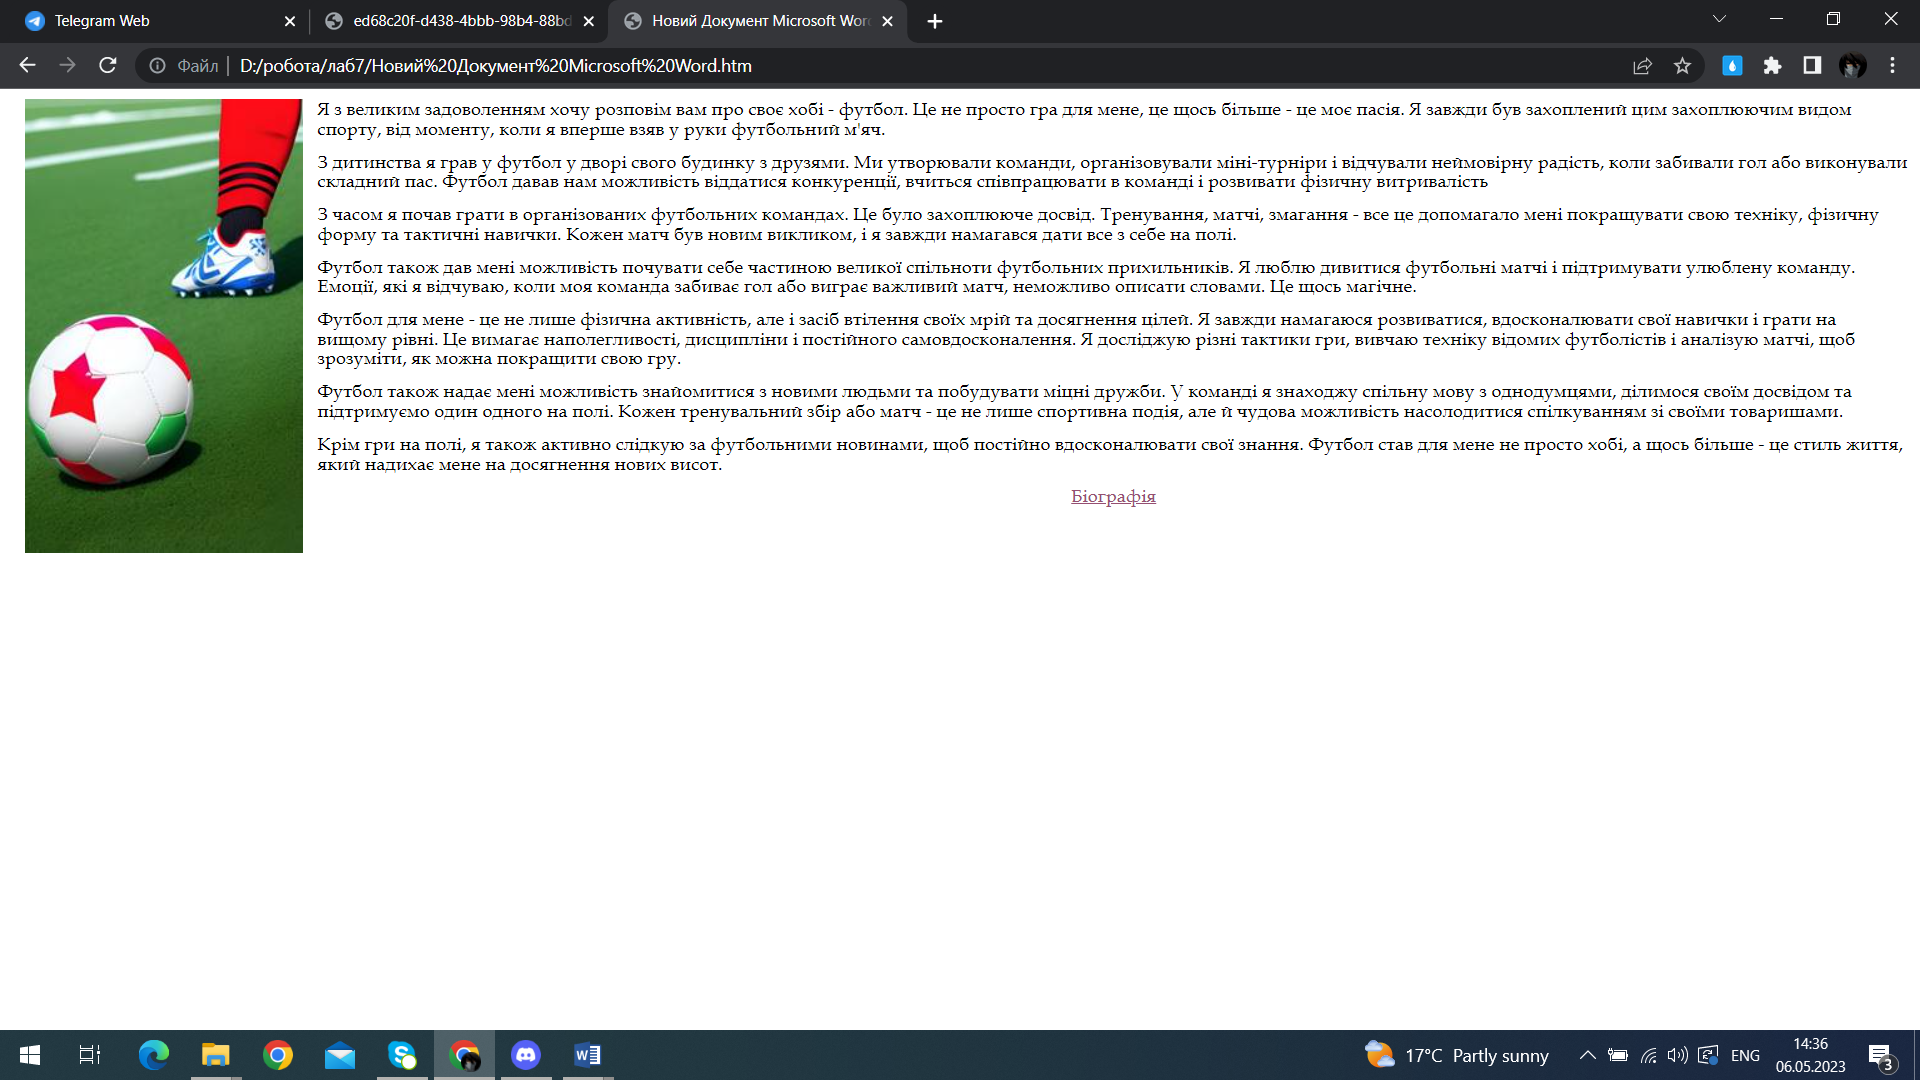 Telegram Web
ed68c20f-d438-4bbb-98b4-88bd
Новий Документ Microsoft Wor
Файл | D:/робота/лаб7/Новий%20Документ%20Microsoft%20Word.htm
Я з великим задоволенням хочу розповім вам про своє хобі - футбол. Це не просто гра для мене, це щось більше - це моє пасія. Я завжди був захоплений цим захоплюючим видом
спорту, від моменту, коли я вперше взяв у руки футбольний м'яч.
З дитинства я грав у футбол у дворі свого будинку з друзями. Ми утворювали команди, організовували міні-турніри і відчували неймовірну радість, коли забивали гол або виконували
складний пас. Футбол давав нам можливість віддатися конкуренції, вчиться співпрацювати в команді і розвивати фізичну витривалість
З часом я почав грати в організованих футбольних командах. Це було захоплююче досвід. Тренування, матчі, змагання - все це допомагало мені покращувати свою техніку, фізичну
форму та тактичні навички. Кожен матч був новим викликом, і я завжди намагався дати все з себе на полі.
Футбол також дав мені можливість почувати себе частиною великої спільноти футбольних прихильників. Я люблю дивитися футбольні матчі і підтримувати улюблену команду.
Емоції, які я відчуваю, коли моя команда забиває гол або виграє важливий матч, неможливо описати словами. Це щось магічне.
Футбол для мене - це не лише фізична активність, але і засіб втілення своїх мрій та досягнення цілей. Я завжди намагаюся розвиватися, вдосконалювати свої навички і грати на
вищому рівні. Це вимагає наполегливості, дисципліни і постійного самовдосконалення. Я досліджую різні тактики гри, вивчаю техніку відомих футболістів і аналізую матчі, щоб
зрозуміти, як можна покращити свою гру.
Футбол також надає мені можливість знайомитися з новими людьми та побудувати міцні дружби. У команді я знаходжу спільну мову з однодумцями, ділимося своїм досвідом та
підтримуємо один одного на полі. Кожен тренувальний збір або матч - це не лише спортивна подія, але й чудова можливість насолодитися спілкуванням зі своїми товаришами.
Крім гри на полі, я також активно слідкую за футбольними новинами, щоб постійно вдосконалювати свої знання. Футбол став для мене не просто хобі, а щось більше - це стиль життя,
який надихає мене на досягнення нових висот.
Біографія
17°C Partly sunny
ENG
14:36
06.05.2023
3